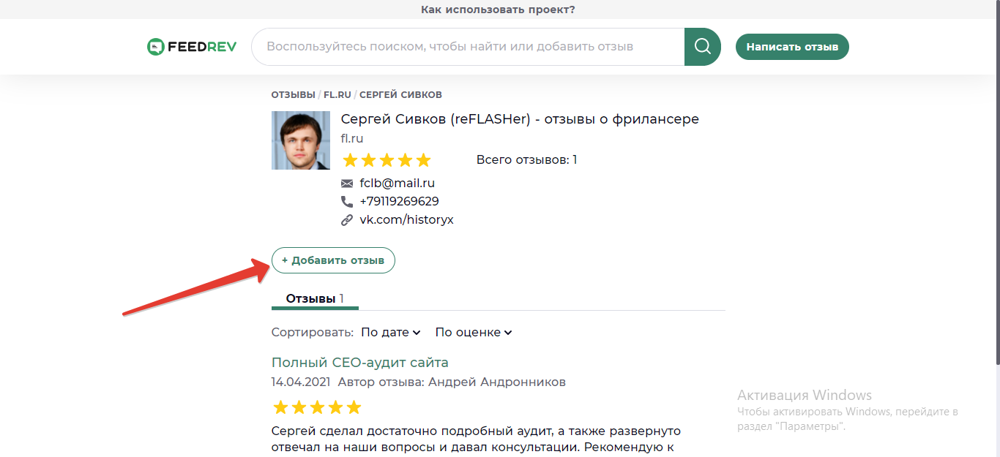 Как использовать проект?
FEEDREV
Воспользуйтесь поиском, чтобы найти или добавить отзыв
Написать отзыв
ОТЗЫВЫ / FL.RU / СЕРГЕЙ СИВКОВ
Сергей Сивков (reFLASHer) - отзывы о фрилансере
fl.ru
Всего отзывов: 1
fclb@mail.ru
+79119269629
vk.com/historyx
+ Добавить отзыв
Отзывы 1
Сортировать: По дате По оценке
Полный СЕО-аудит сайта
14.04.2021 Автор отзыва: Андрей Андронников
Сергей сделал достаточно подробный аудит, а также развернуто
отвечал на наши вопросы и давал консультации. Рекомендую к
Активация Windows
Чтобы активировать Windows, перейдите в
раздел "Параметры".